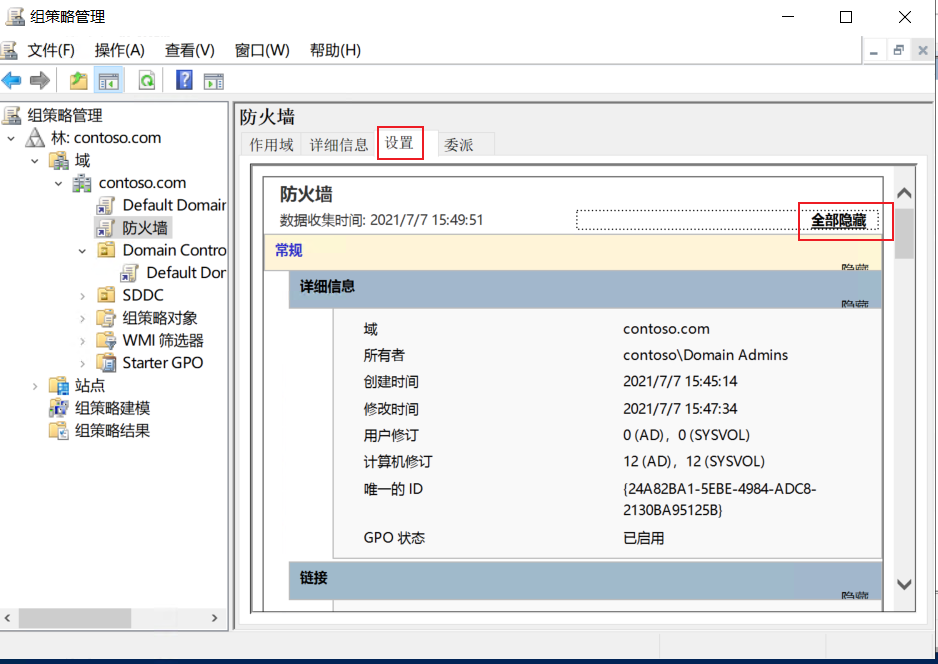 组策略管理
文件(F) 操作(A) 查看(V) 窗口(W) 帮助(H)
组策略管理
林: contoso.com
域
contoso.com
Default Domain
防火墙
Domain Contro
Default Dor
SDDC
组策略对象
WMI 筛选器
Starter GPO
站点
组策略建模
组策略结果
防火墙
作用域 详细信息 设置 委派
防火墙
数据收集时间: 2021/7/7 15:49:51 全部隐藏
常规
隐藏
详细信息
隐藏
域 contoso.com
所有者 contoso\Domain Admins
创建时间 2021/7/7 15:45:14
修改时间 2021/7/7 15:47:34
用户修订 0 (AD)，0 (SYSVOL)
计算机修订 12 (AD)，12 (SYSVOL)
唯一的 ID {24A82BA1-5EBE-4984-ADC8-
2130BA95125B}
GPO 状态 已启用
链接
隐藏